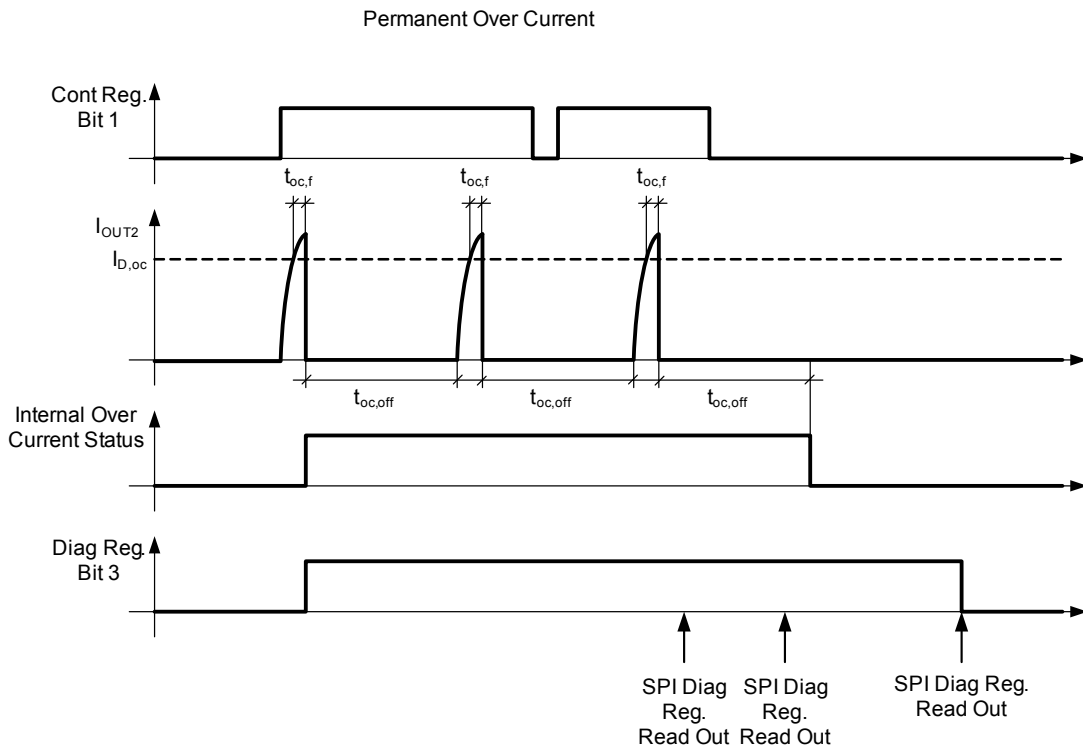 Permanent Over Current
Cont Reg.
Bit 1
t_oc,f t_oc,f t_oc,f
I_OUT2
I_D,oc
t_oc,off t_oc,off t_oc,off
Internal Over
Current Status
Diag Reg.
Bit 3
SPI Diag
Reg.
Read Out
SPI Diag
Reg.
Read Out
SPI Diag Reg.
Read Out